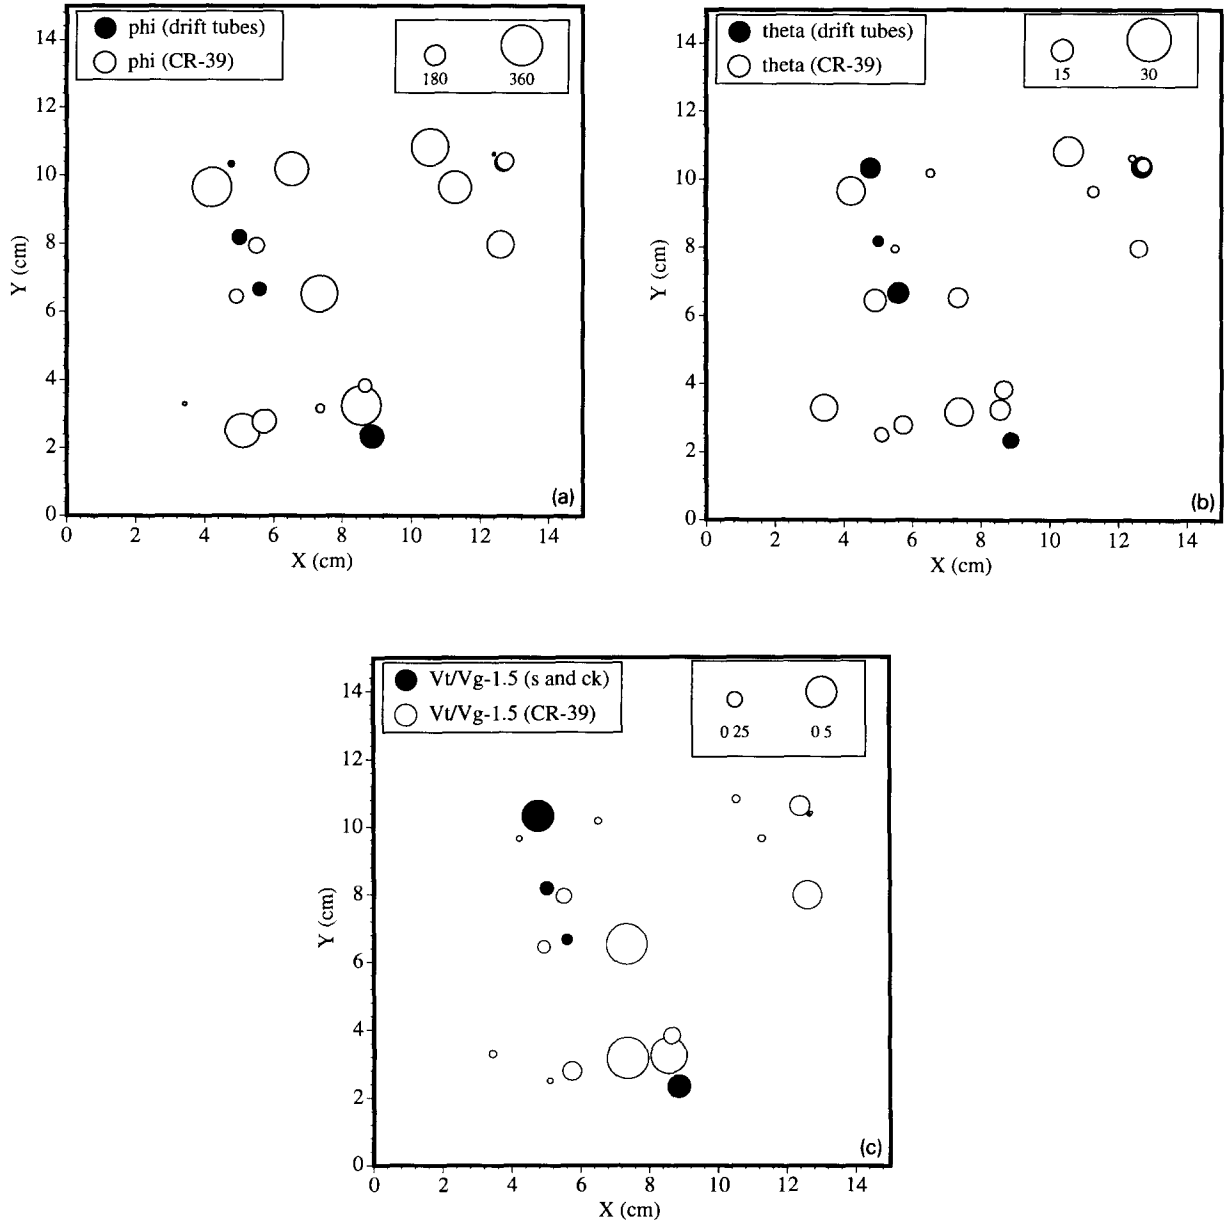 phi (drift tubes)
phi (CR-39)
180 360
14
12
10
8
6
4
2
0
Y (cm)
0 2 4 6 8 10 12 14
X (cm)
(a)
theta (drift tubes)
theta (CR-39)
15 30
14
12
10
8
6
4
2
0
Y (cm)
0 2 4 6 8 10 12 14
X (cm)
(b)
Vt/Vg-1.5 (s and ck)
Vt/Vg-1.5 (CR-39)
0 25 0 5
14
12
10
8
6
4
2
0
Y (cm)
0 2 4 6 8 10 12 14
X (cm)
(c)